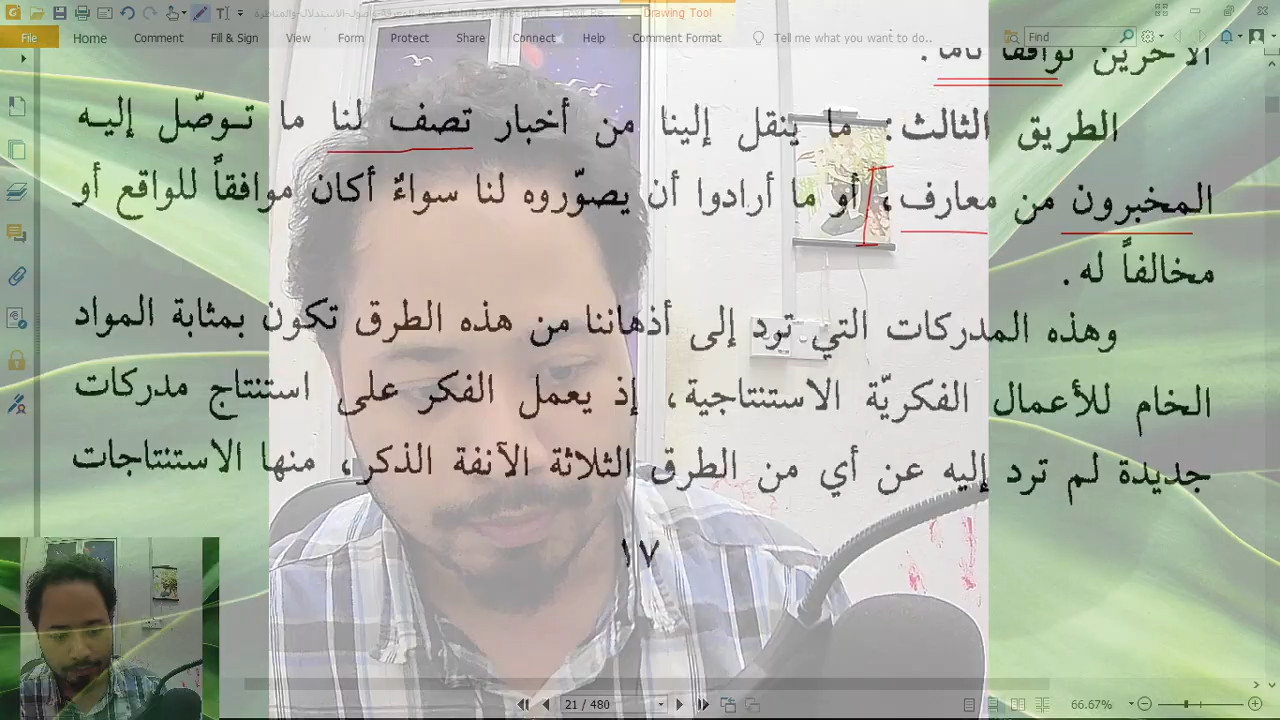 Drawing Tool
File Home Comment Fill & Sign View Form Protect Share Connect Help Comment Format Tell me what you want to do.. Find
الآخرين توافقاً تاماً.
الطريق الثالث: ما ينقل إلينا من أخبار تصف لنا ما توصّل إليه
المخبرون من معارف، أو ما أرادوا أن يصوّروه لنا سواءٌ أكان موافقاً للواقع أو
مخالفاً له.
وهذه المدركات التي ترد إلى أذهاننا من هذه الطرق تكون بمثابة المواد
الخام للأعمال الفكريّة الاستنتاجية، إذ يعمل الفكر على استنتاج مدركات
جديدة لم ترد إليه عن أي من الطرق الثلاثة الآنفة الذكر، منها الاستنتاجات
١٧
21 / 480
66.67%